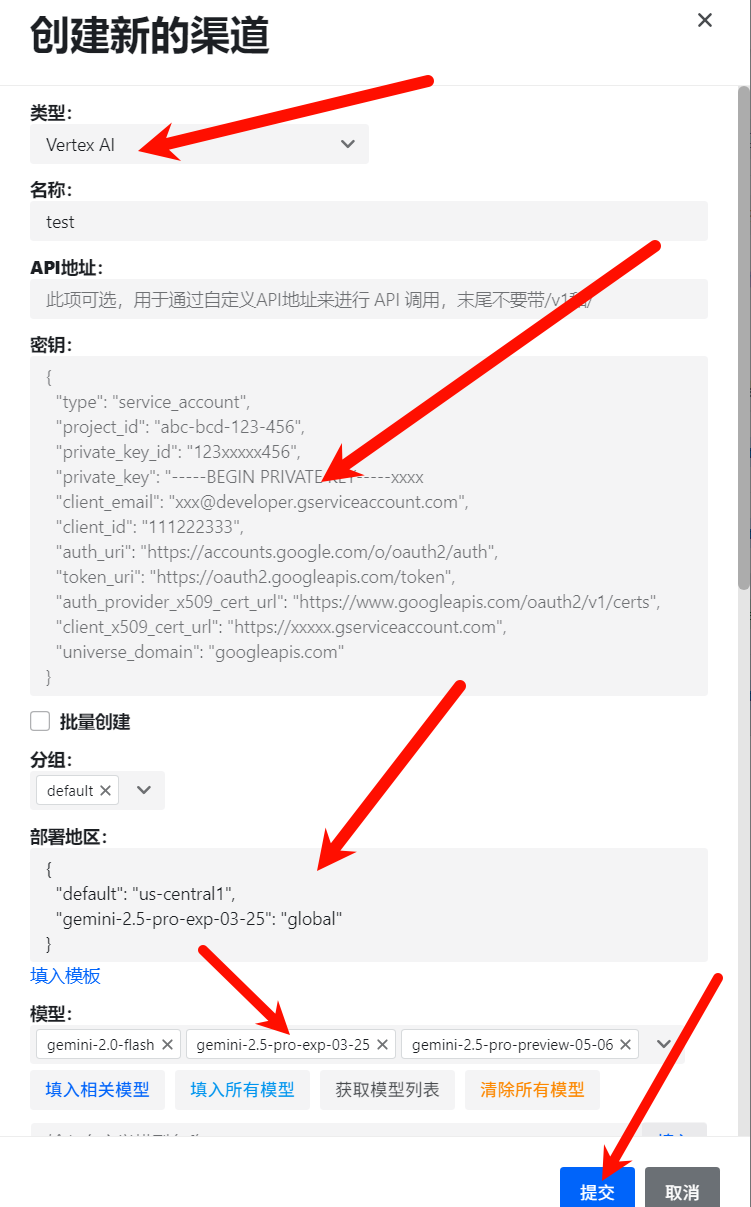 创建新的渠道
类型：
Vertex AI
名称：
test
API地址：
此项可选，用于通过自定义API地址来进行 API 调用，末尾不要带/v1和/
密钥：
{
"type": "service_account",
"project_id": "abc-bcd-123-456",
"private_key_id": "123xxxxx456",
"private_key": "-----BEGIN PRIVATE KEY-----xxxx
"client_email": "xxx@developer.gserviceaccount.com",
"client_id": "111222333",
"auth_uri": "https://accounts.google.com/o/oauth2/auth",
"token_uri": "https://oauth2.googleapis.com/token",
"auth_provider_x509_cert_url": "https://www.googleapis.com/oauth2/v1/certs",
"client_x509_cert_url": "https://xxxxx.gserviceaccount.com",
"universe_domain": "googleapis.com"
}
批量创建
分组：
default
部署地区：
{
"default": "us-central1",
"gemini-2.5-pro-exp-03-25": "global"
}
填入模板
模型：
gemini-2.0-flash gemini-2.5-pro-exp-03-25 gemini-2.5-pro-preview-05-06
填入相关模型 填入所有模型 获取模型列表 清除所有模型
提交 取消